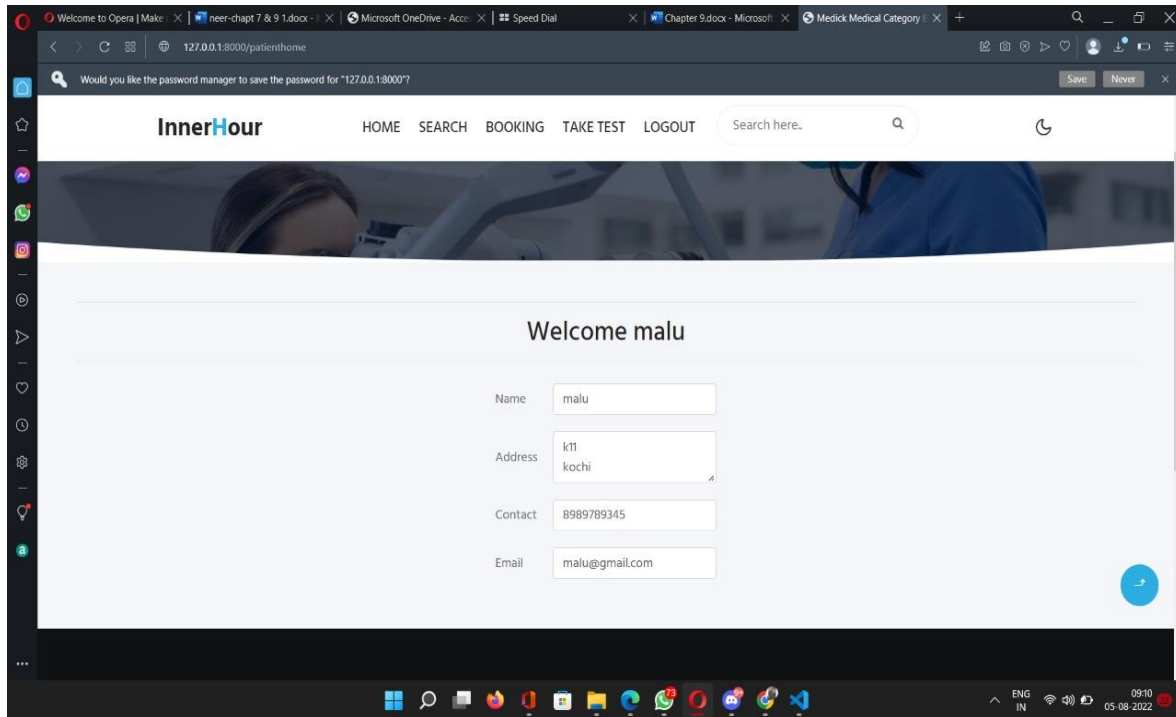 Welcome to Opera | Make
neer-chapt 7 & 9 1.docx -
Microsoft OneDrive - Acce
Speed Dial
Chapter 9.docx - Microsoft
Medick Medical Category
127.0.0.1:8000/patienthome
Would you like the password manager to save the password for "127.0.0.1:8000"?
Save
Never
InnerHour
HOME SEARCH BOOKING TAKE TEST LOGOUT
Search here..
Welcome malu
Name malu
Address k11
kochi
Contact 8989789345
Email malu@gmail.com
73
9+
ENG
IN
09:10
05-08-2022